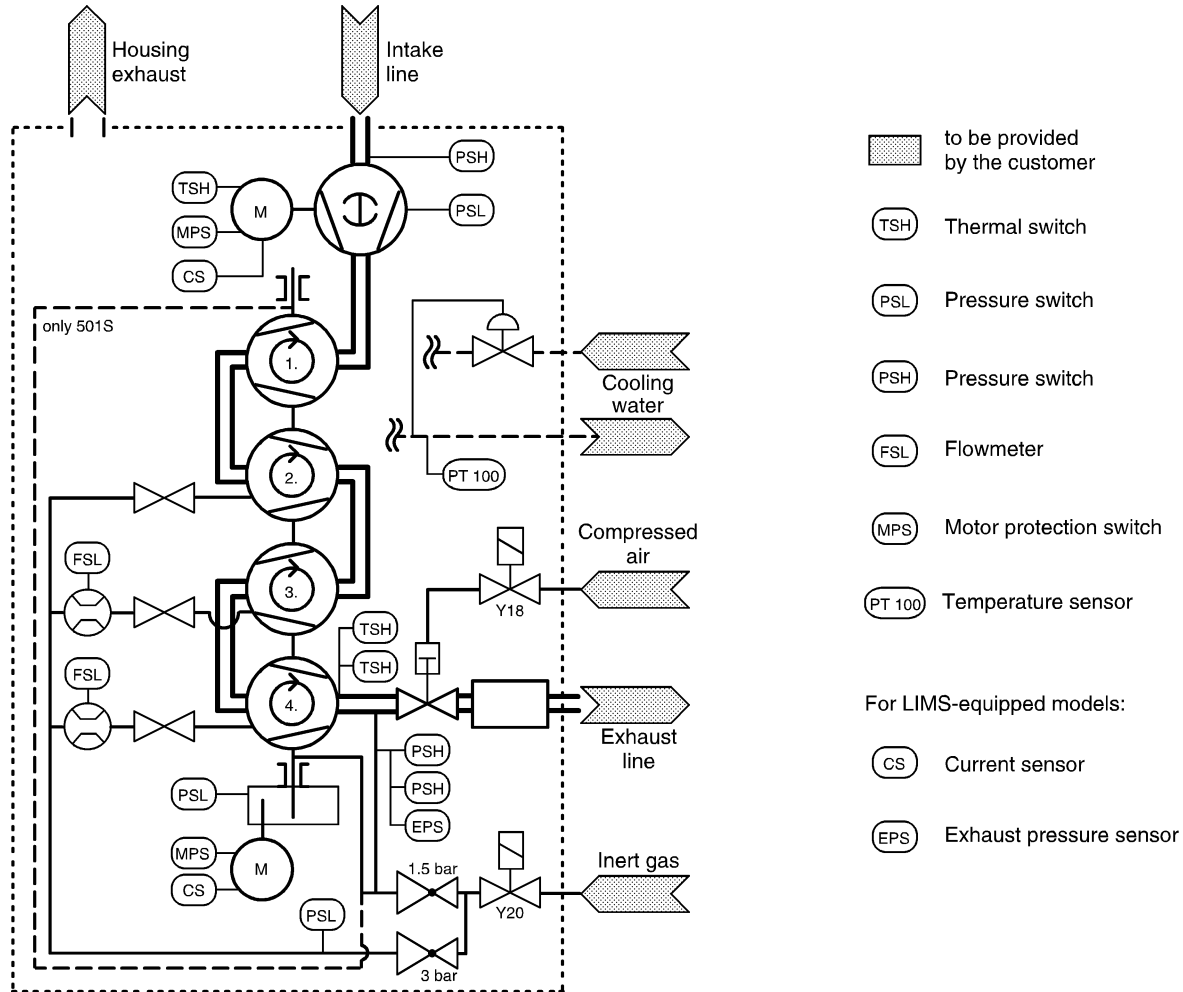 Housing
exhaust
Intake
line
PSH
TSH
M
PSL
MPS
CS
only 501S
1.
Cooling
water
2.
PT 100
Compressed
air
FSL
3.
Y18
TSH
TSH
FSL
4.
Exhaust
line
PSH
PSL
PSH
EPS
MPS
M
CS
1.5 bar
Inert gas
Y20
PSL
3 bar
to be provided
by the customer
TSH Thermal switch
PSL Pressure switch
PSH Pressure switch
FSL Flowmeter
MPS Motor protection switch
PT 100 Temperature sensor
For LIMS-equipped models:
CS Current sensor
EPS Exhaust pressure sensor